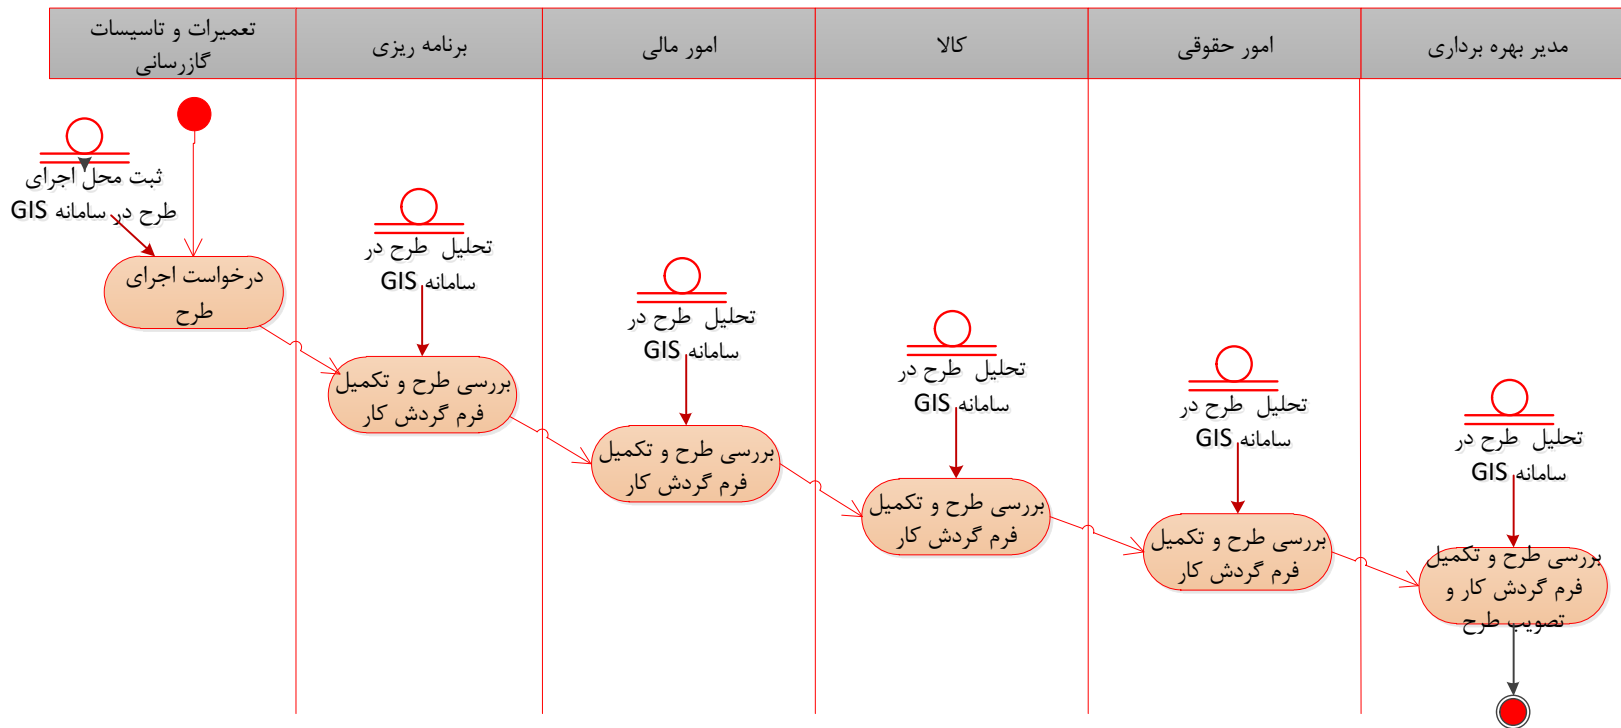 تعمیرات و تاسیسات
گازرسانی
برنامه ریزی
امور مالی
کالا
امور حقوقی
مدیر بهره برداری
ثبت محل اجرای
طرح در سامانه GIS
درخواست اجرای
طرح
تحلیل طرح در
سامانه GIS
بررسی طرح و تکمیل
فرم گردش کار
تحلیل طرح در
سامانه GIS
بررسی طرح و تکمیل
فرم گردش کار
تحلیل طرح در
سامانه GIS
بررسی طرح و تکمیل
فرم گردش کار
تحلیل طرح در
سامانه GIS
بررسی طرح و تکمیل
فرم گردش کار
تحلیل طرح در
سامانه GIS
بررسی طرح و تکمیل
فرم گردش کار و
تصویب طرح